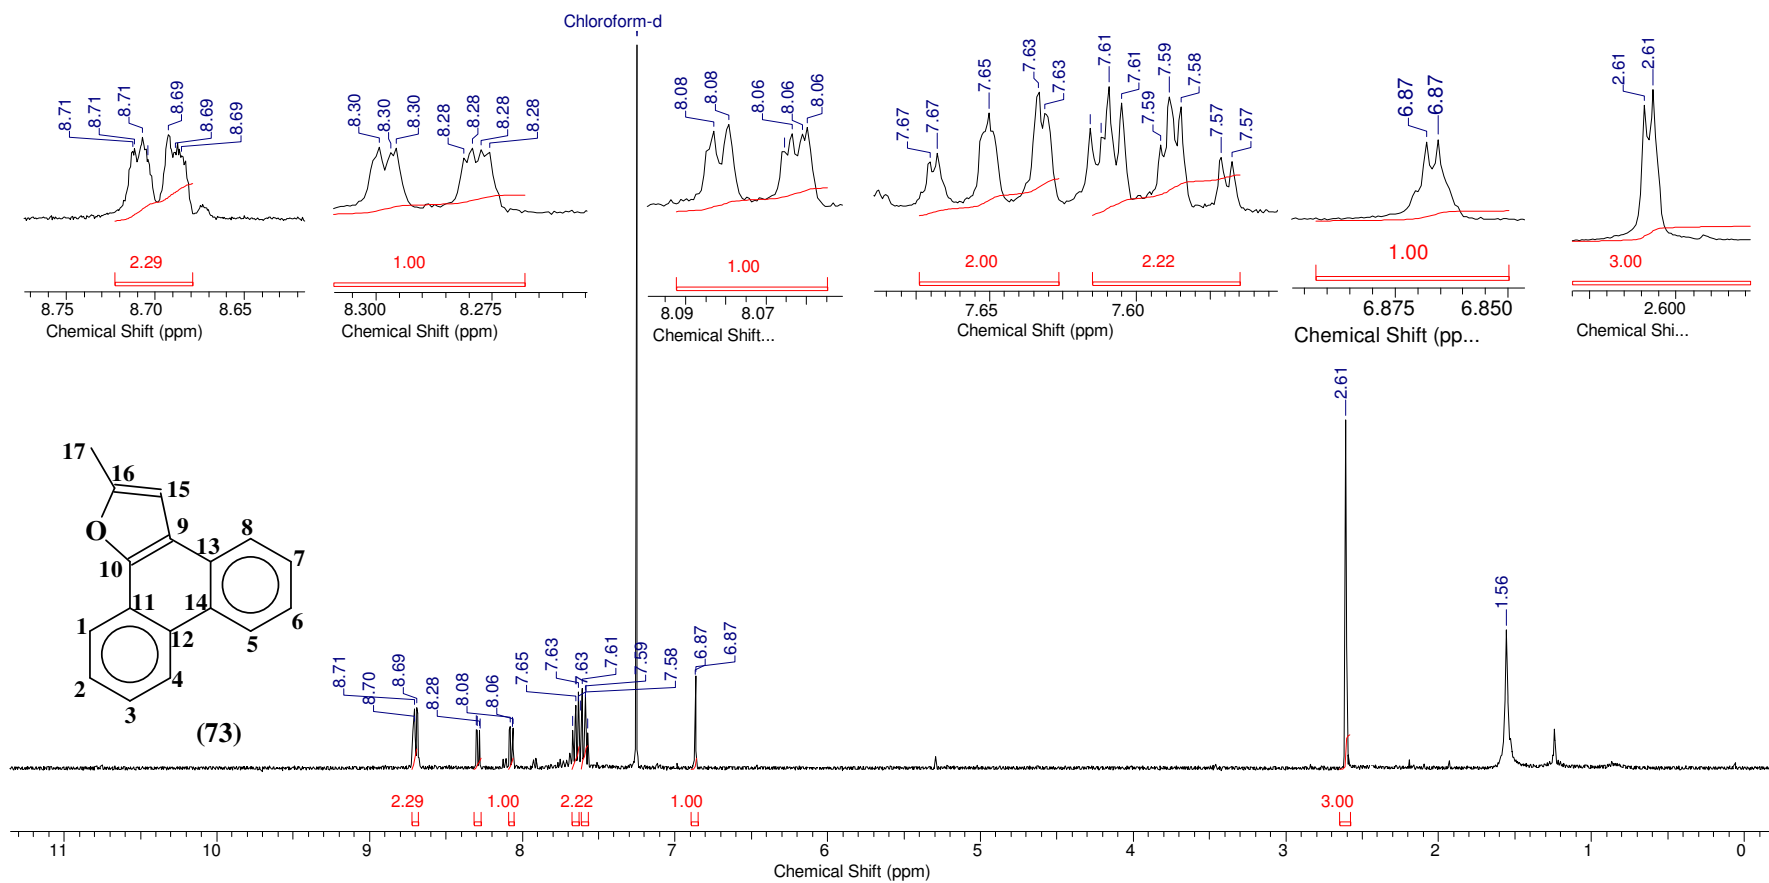 Chloroform-d
8.71 8.71 8.71 8.69 8.69 8.69
8.30 8.30 8.30 8.28 8.28 8.28 8.28
8.08 8.08 8.06 8.06 8.06
7.67 7.67 7.65 7.63 7.63 7.61 7.61 7.59 7.59 7.58 7.57 7.57
6.87 6.87
2.61 2.61
2.29
1.00
1.00
2.00 2.22
1.00
3.00
8.75 8.70 8.65
Chemical Shift (ppm)
8.300 8.275
Chemical Shift (ppm)
8.09 8.07
Chemical Shift...
7.65 7.60
Chemical Shift (ppm)
6.875 6.850
Chemical Shift (pp...
2.600
Chemical Shi...
17
16
15
O
9
8
10
13
7
11
14
6
1
12
5
2
4
3
(73)
8.71 8.70 8.69 8.28 8.08 8.06 7.65 7.63 7.63 7.61 7.59 7.58 6.87 6.87 2.61 1.56
2.29 1.00 2.22 1.00 3.00
11 10 9 8 7 6 5 4 3 2 1 0
Chemical Shift (ppm)